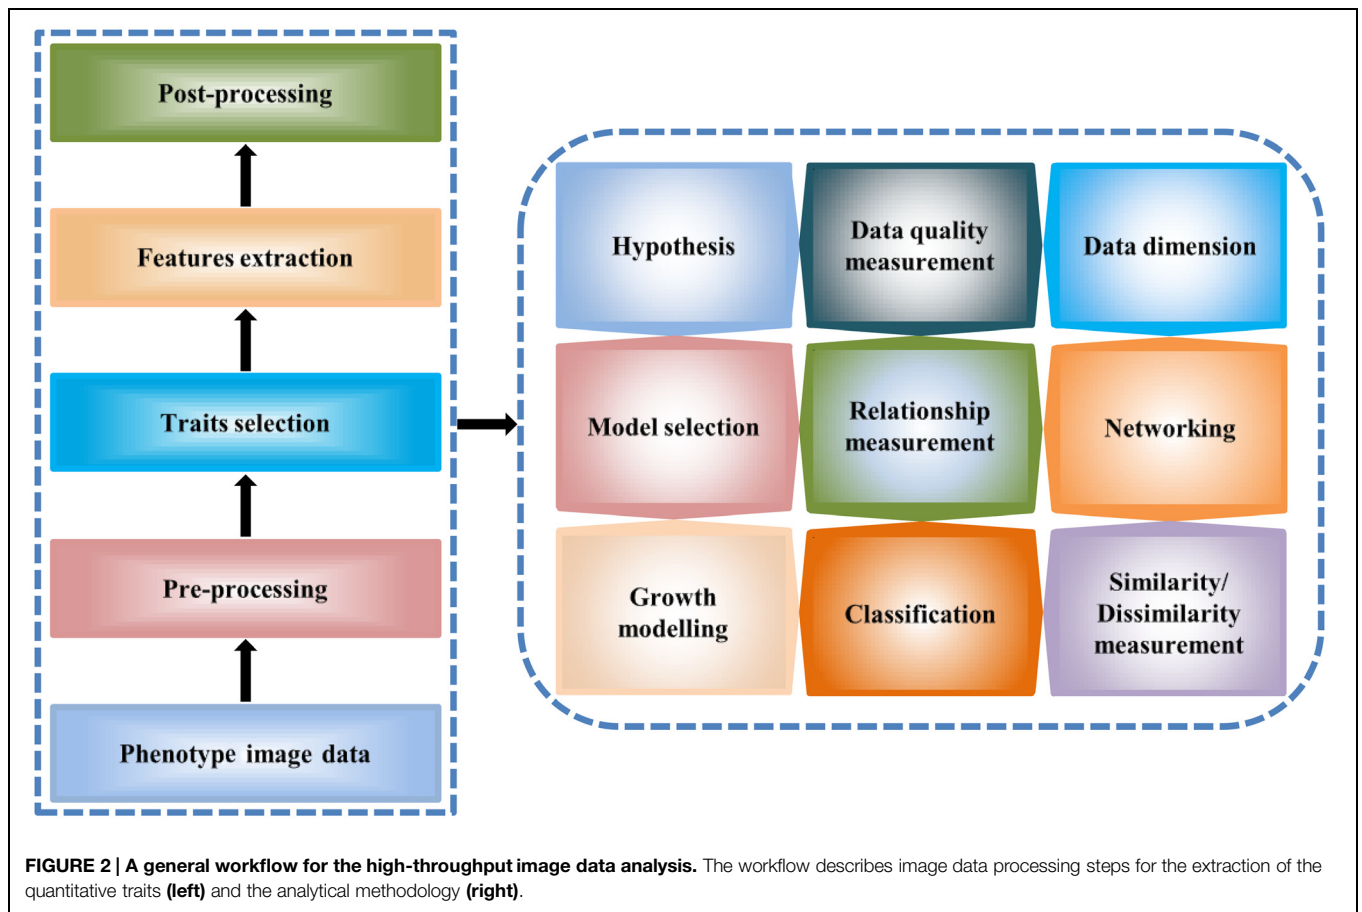 Post-processing
Features extraction
Traits selection
Pre-processing
Phenotype image data
Hypothesis
Data quality
measurement
Data dimension
Model selection
Relationship
measurement
Networking
Growth
modelling
Classification
Similarity/
Dissimilarity
measurement
FIGURE 2 | A general workflow for the high-throughput image data analysis. The workflow describes image data processing steps for the extraction of the
quantitative traits (left) and the analytical methodology (right).